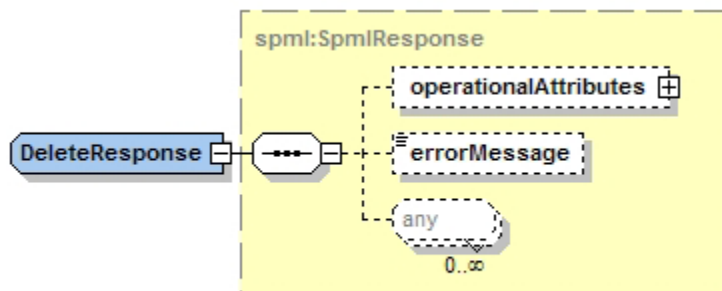 spml:SpmlResponse
operationalAttributes
DeleteResponse
errorMessage
any
0..∞